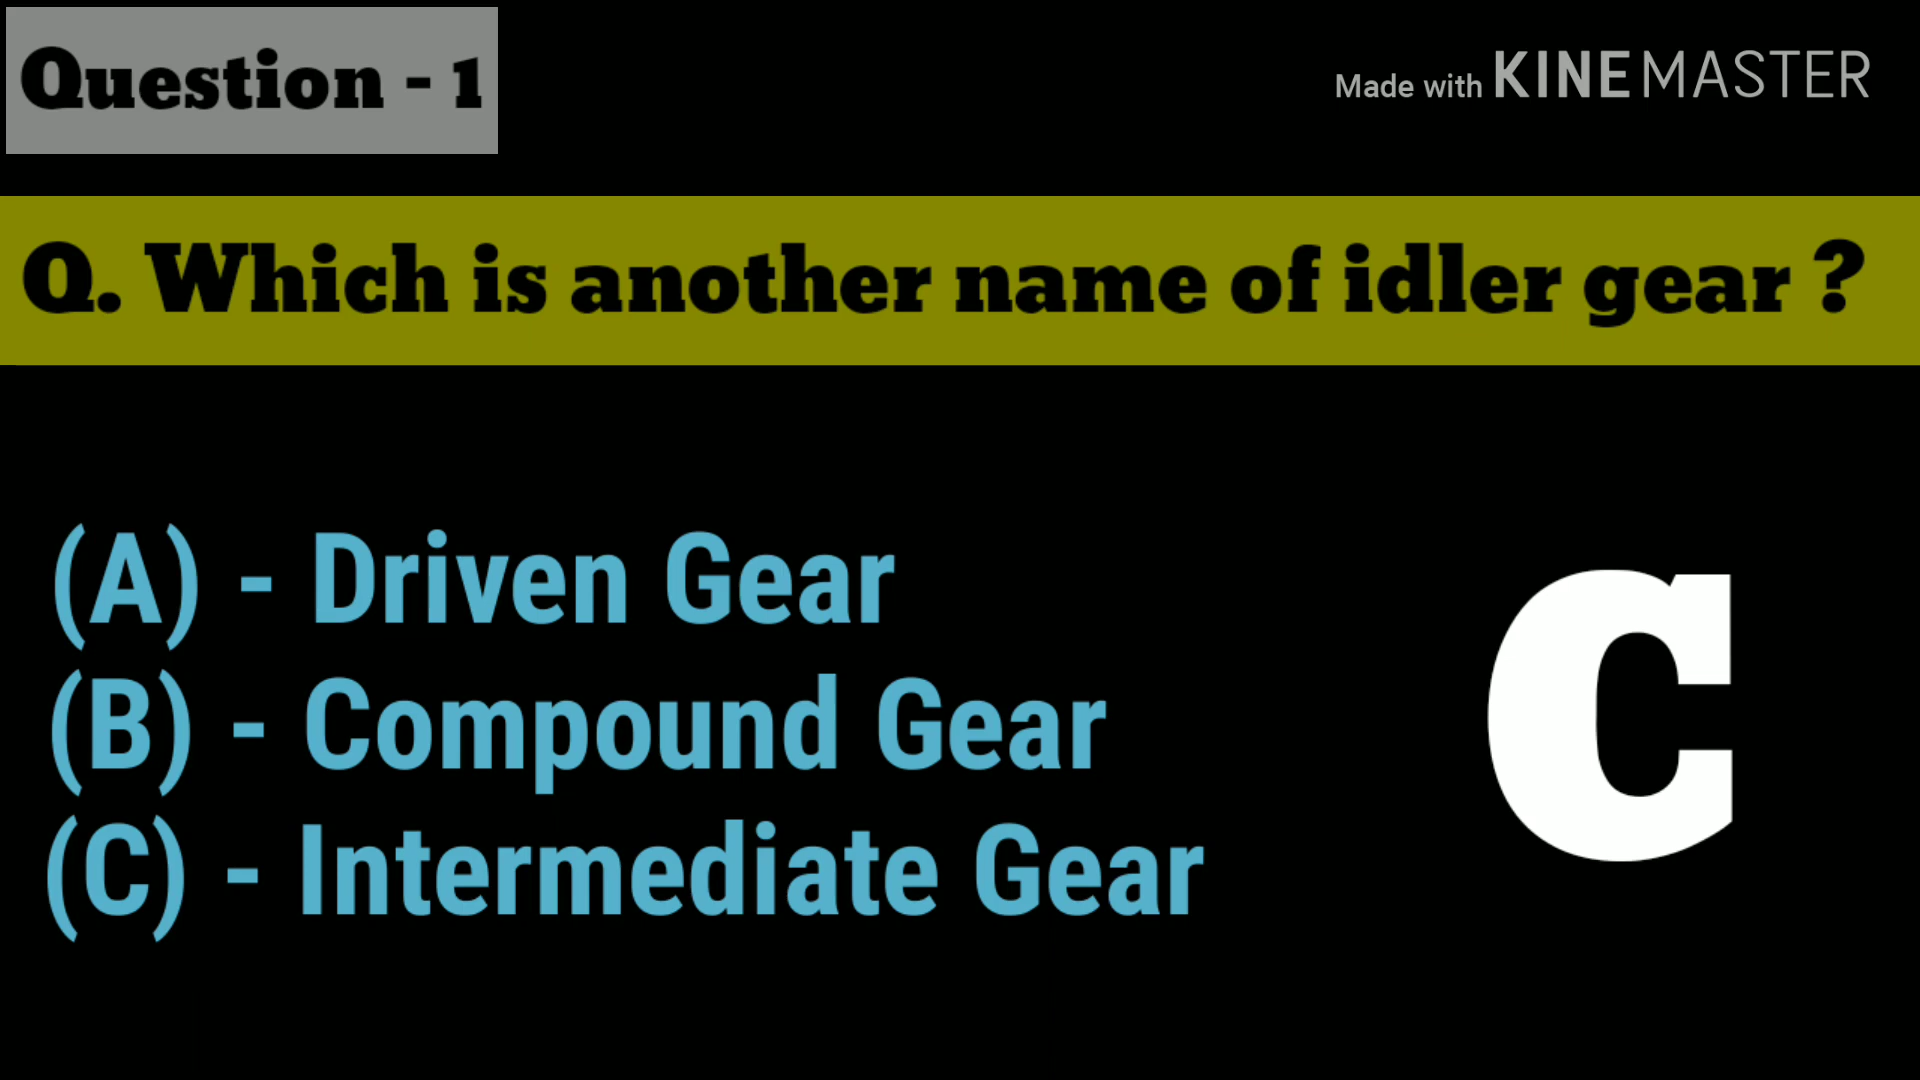 Question - 1
Made with KINEMASTER
Q. Which is another name of idler gear ?
(A) - Driven Gear
(B) - Compound Gear
(C) - Intermediate Gear
C